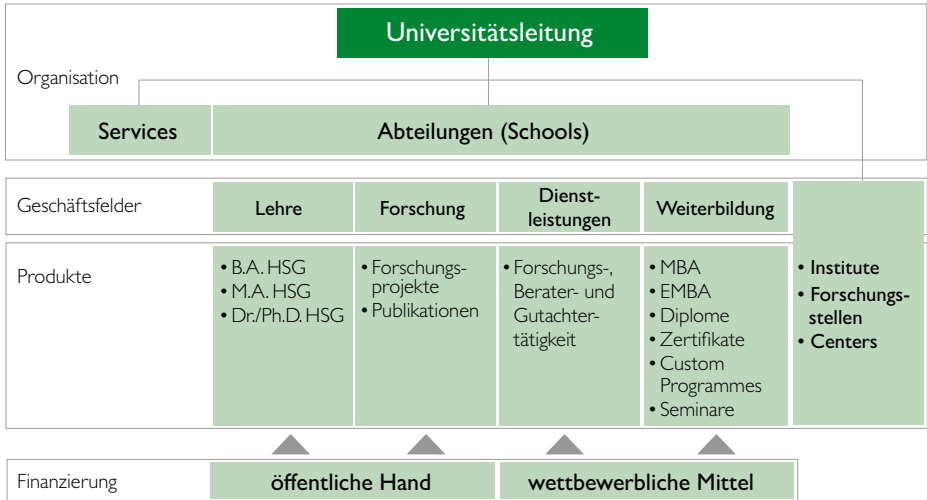 Universitätsleitung
Organisation
Services
Abteilungen (Schools)
Geschäftsfelder
Lehre
Forschung
Dienst-
leistungen
Weiterbildung
Produkte
• B.A. HSG
• M.A. HSG
• Dr./Ph.D. HSG
• Forschungs-
projekte
• Publikationen
• Forschungs-,
Berater- und
Gutachter-
tätigkeit
• MBA
• EMBA
• Diplome
• Zertifikate
• Custom
Programmes
• Seminare
• Institute
• Forschungs-
stellen
• Centers
Finanzierung
öffentliche Hand
wettbewerbliche Mittel